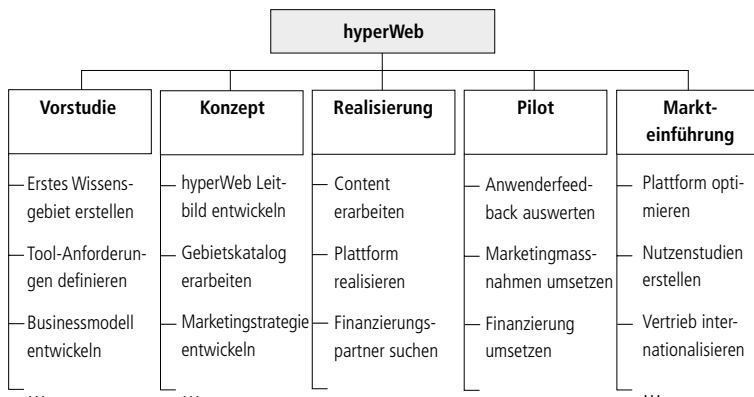 hyperWeb
Vorstudie
Erstes Wissens-
gebiet erstellen
Tool-Anforderun-
gen definieren
Businessmodell
entwickeln
...
Konzept
hyperWeb Leit-
bild entwickeln
Gebietskatalog
erarbeiten
Marketingstrategie
entwickeln
...
Realisierung
Content
erarbeiten
Plattform
realisieren
Finanzierungs-
partner suchen
Pilot
Anwenderfeed-
back auswerten
Marketingmass-
nahmen umsetzen
Finanzierung
umsetzen
Markt-
einführung
Plattform opti-
mieren
Nutzenstudien
erstellen
Vertrieb inter-
nationalisieren
...